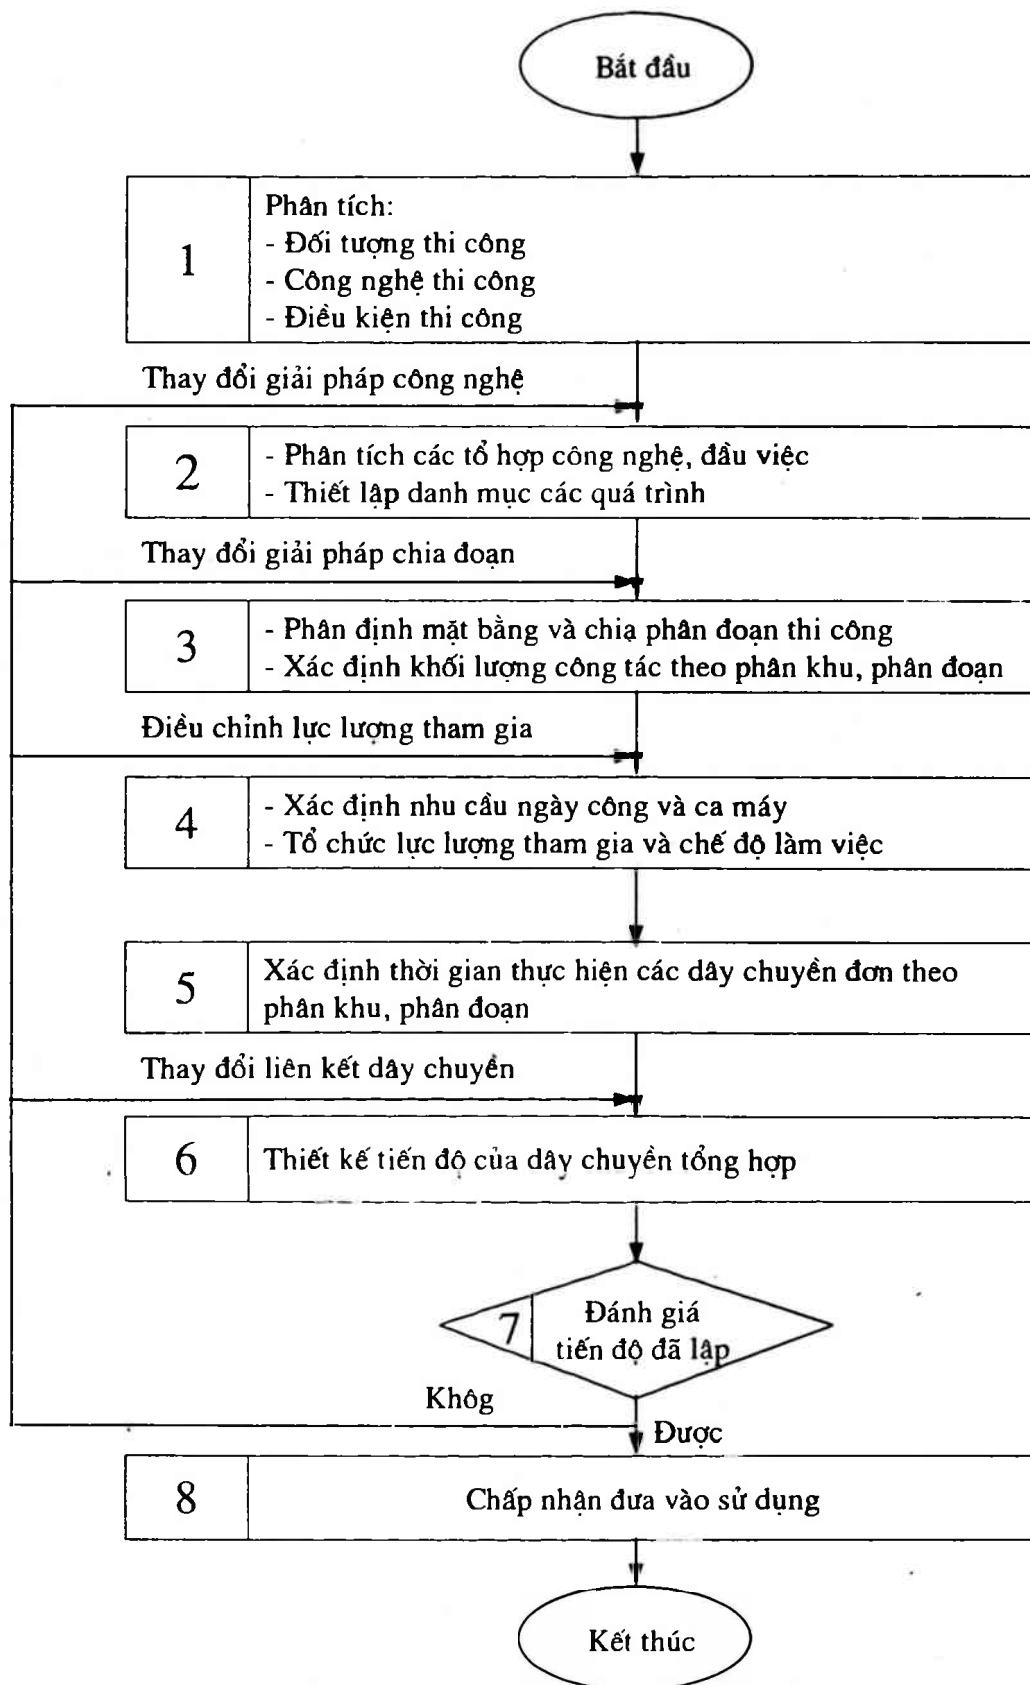 Bắt đầu
1
Phân tích:
- Đối tượng thi công
- Công nghệ thi công
- Điều kiện thi công
Thay đổi giải pháp công nghệ
2
- Phân tích các tổ hợp công nghệ, đầu việc
- Thiết lập danh mục các quá trình
Thay đổi giải pháp chia đoạn
3
- Phân định mặt bằng và chia phân đoạn thi công
- Xác định khối lượng công tác theo phân khu, phân đoạn
Điều chỉnh lực lượng tham gia
4
- Xác định nhu cầu ngày công và ca máy
- Tổ chức lực lượng tham gia và chế độ làm việc
5
Xác định thời gian thực hiện các dây chuyền đơn theo
phân khu, phân đoạn
Thay đổi liên kết dây chuyền
6
Thiết kế tiến độ của dây chuyền tổng hợp
7
Đánh giá
tiến độ đã lập
Khôg
Được
8
Chấp nhận đưa vào sử dụng
Kết thúc